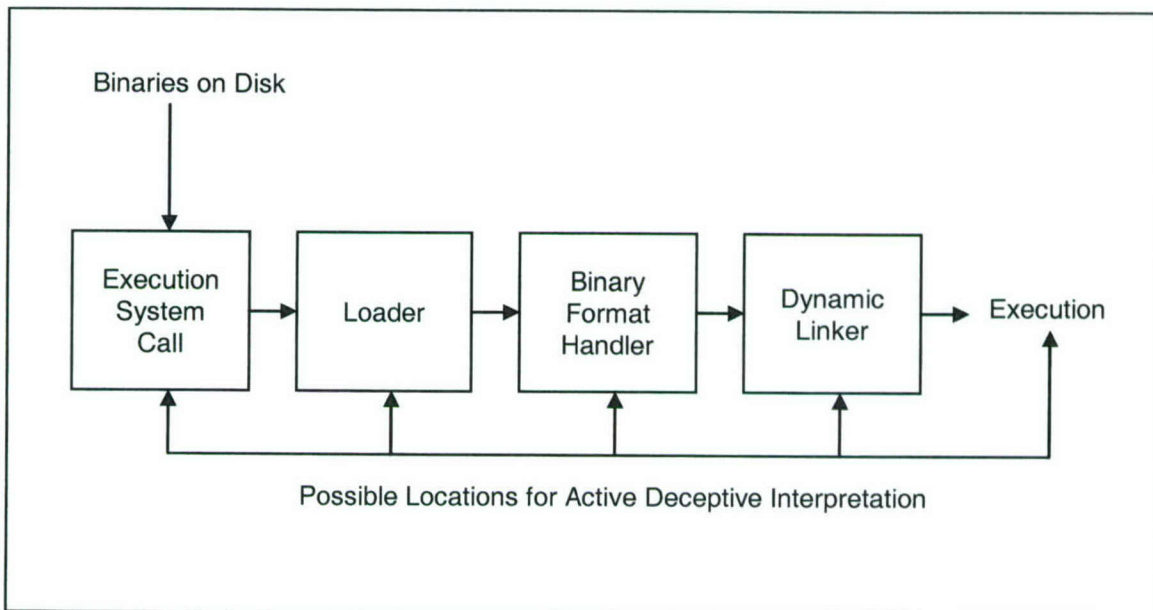 Binaries on Disk
Execution
System
Call
Loader
Binary
Format
Handler
Dynamic
Linker
Execution
Possible Locations for Active Deceptive Interpretation